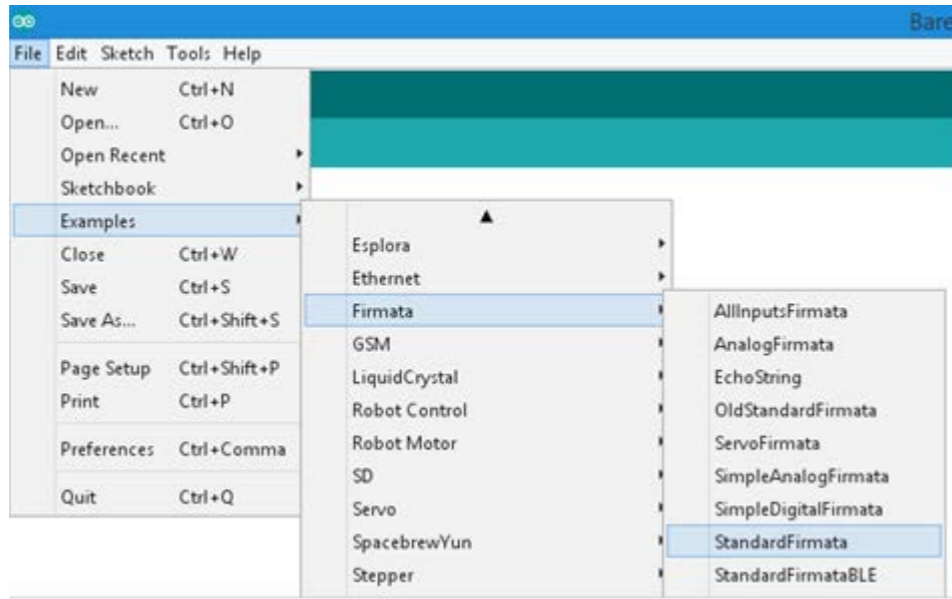 Bare
File Edit Sketch Tools Help
New Ctrl+N
Open... Ctrl+O
Open Recent
Sketchbook
Examples
Close Ctrl+W
Save Ctrl+S
Save As... Ctrl+Shift+S
Page Setup Ctrl+Shift+P
Print Ctrl+P
Preferences Ctrl+Comma
Quit Ctrl+Q
Esplora
Ethernet
Firmata
GSM
LiquidCrystal
Robot Control
Robot Motor
SD
Servo
SpacebrewYun
Stepper
AllInputsFirmata
AnalogFirmata
EchoString
OldStandardFirmata
ServoFirmata
SimpleAnalogFirmata
SimpleDigitalFirmata
StandardFirmata
StandardFirmataBLE